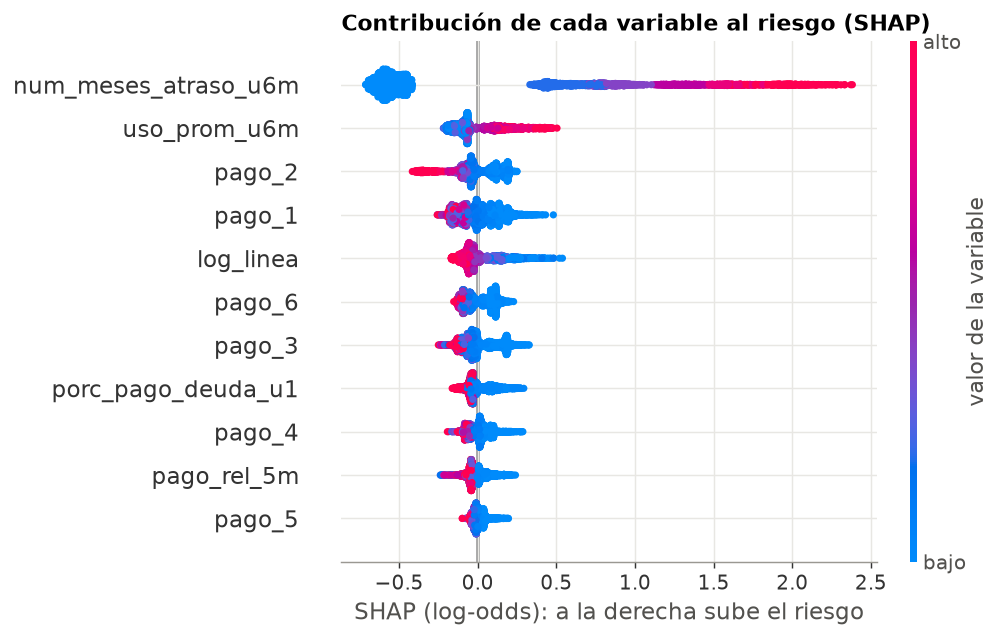 Contribución de cada variable al riesgo (SHAP)
alto
num_meses_atraso_u6m
uso_prom_u6m
pago_2
pago_1
log_linea
pago_6
pago_3
porc_pago_deuda_u1
pago_4
pago_rel_5m
pago_5
valor de la variable
bajo
−0.5 0.0 0.5 1.0 1.5 2.0 2.5
SHAP (log-odds): a la derecha sube el riesgo